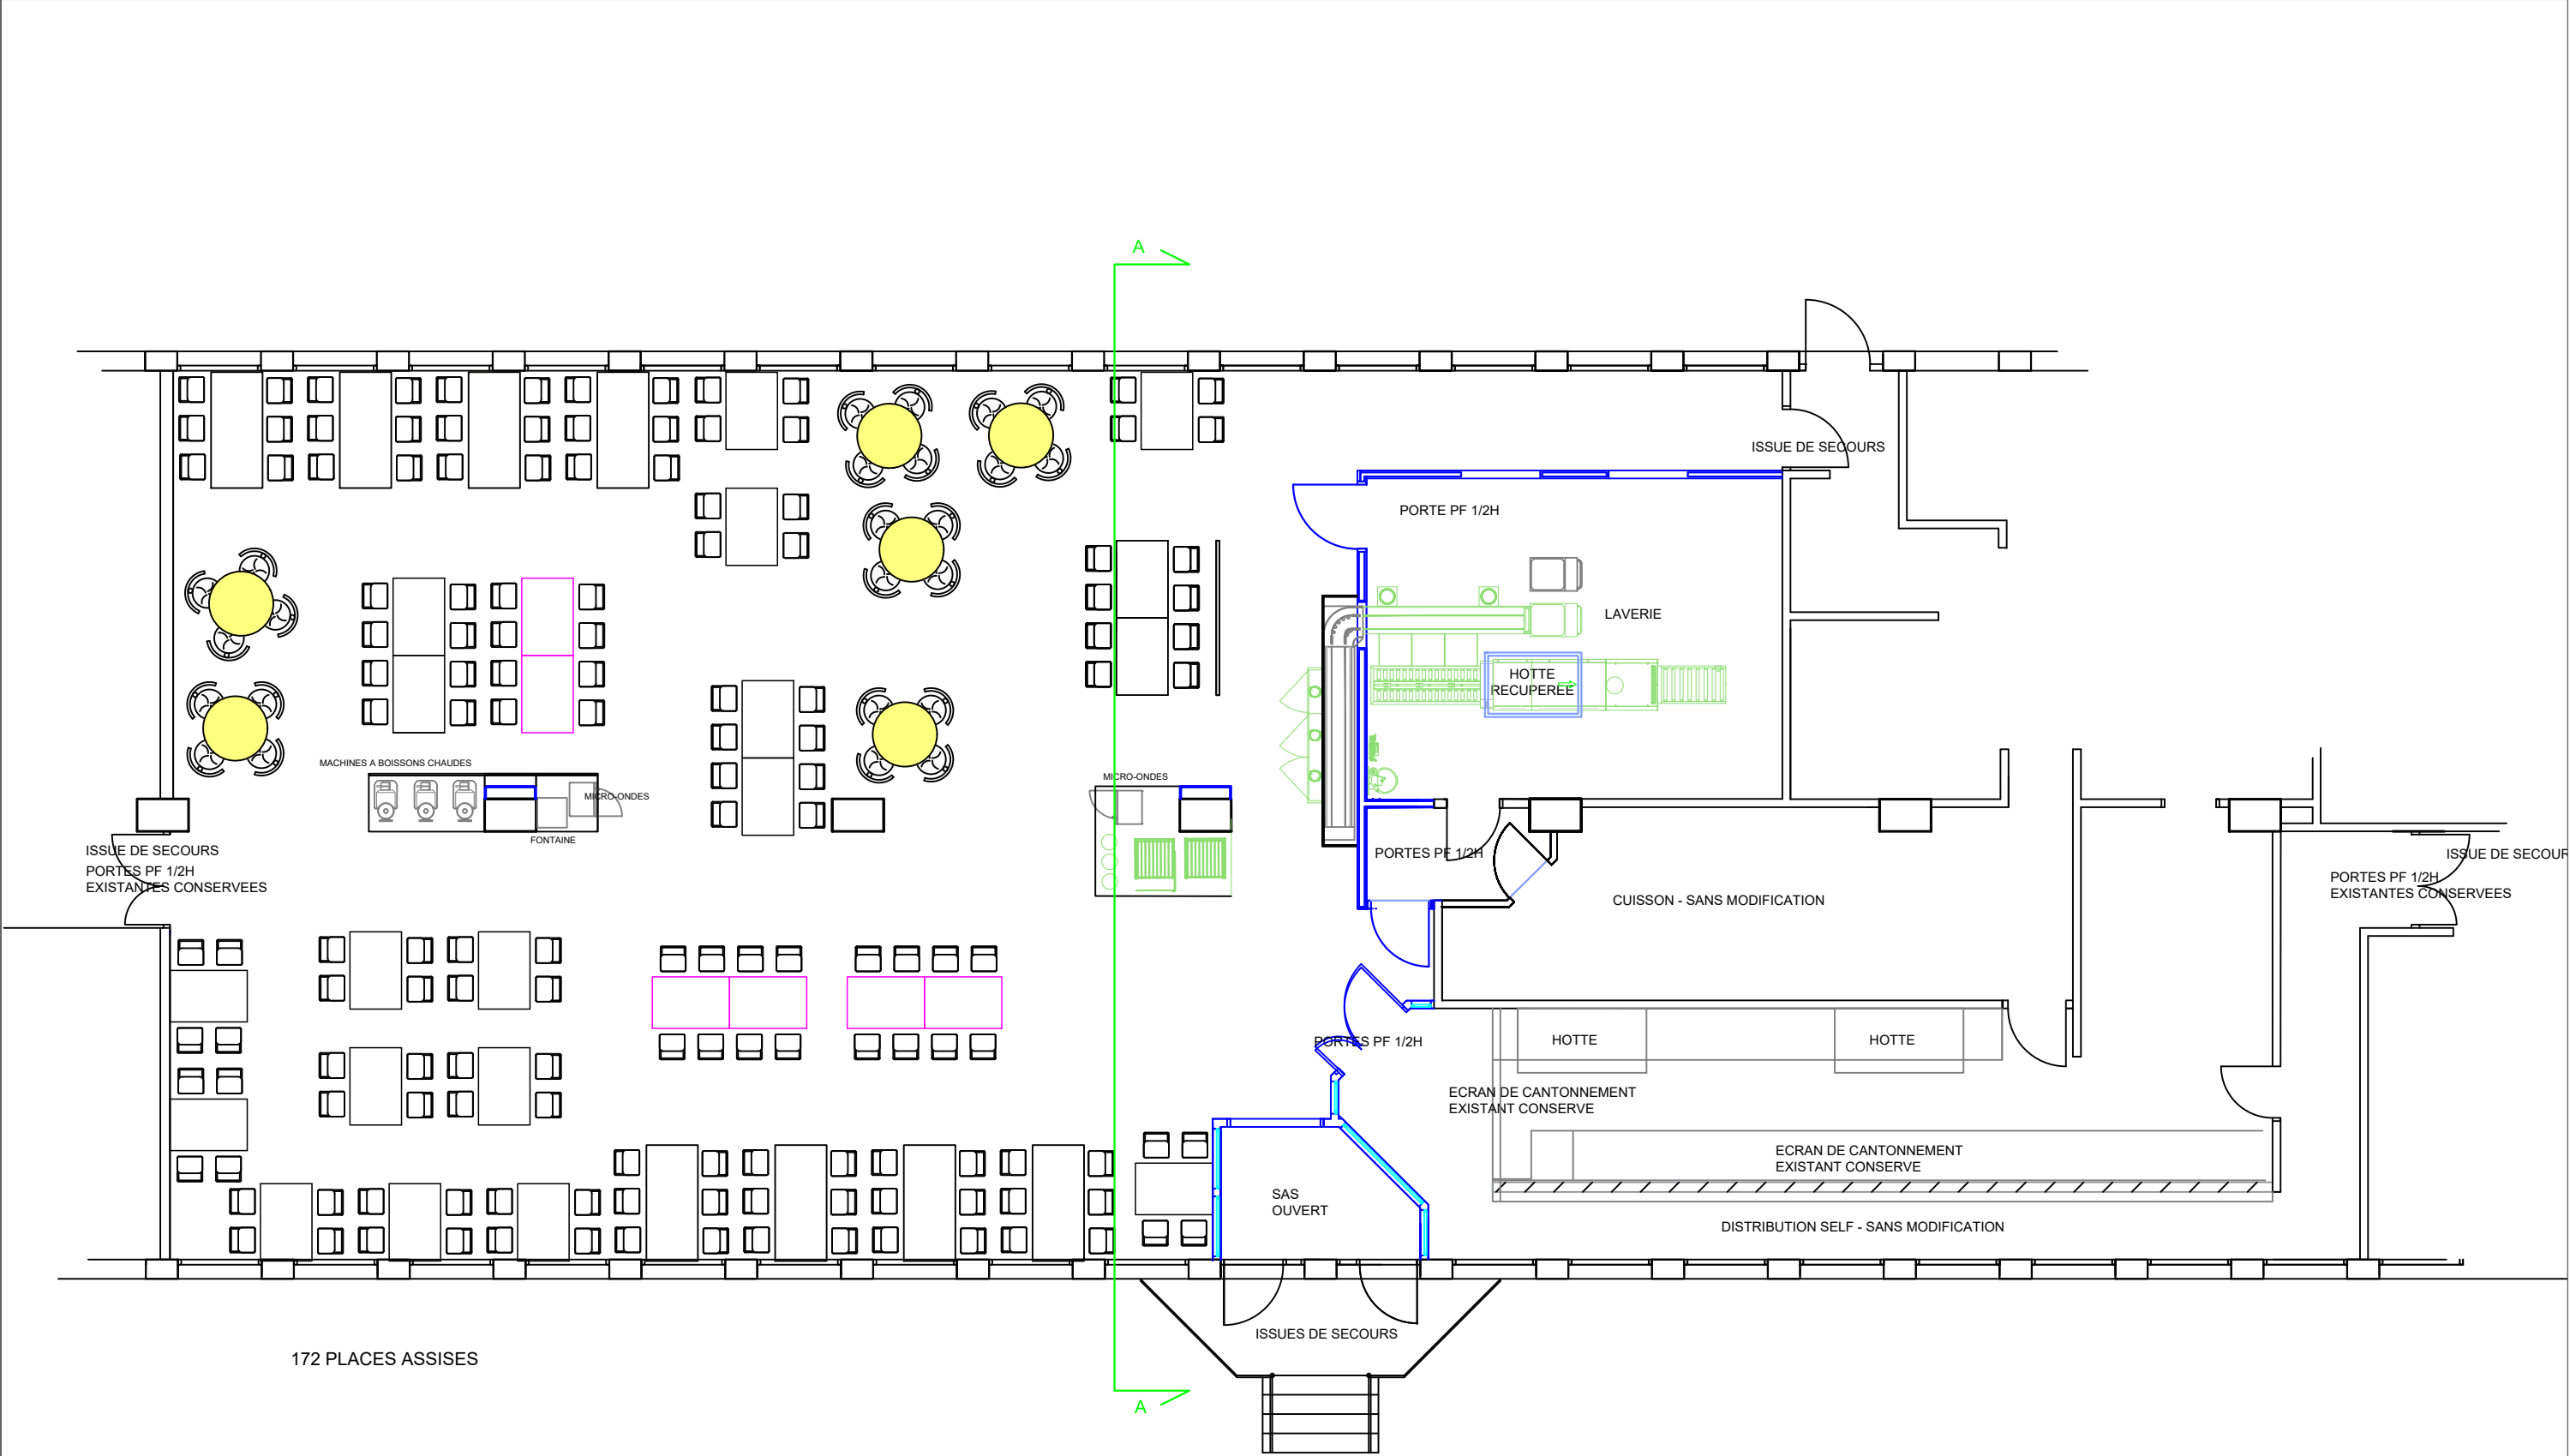 A
ISSUE DE SECOURS
PORTE PF 1/2H
LAVERIE
HOTTE
RECUPEREE
MACHINES A BOISSONS CHAUDES
MICRO-ONDES
FONTAINE
MICRO-ONDES
ISSUE DE SECOURS
PORTES PF 1/2H
EXISTANTES CONSERVEES
PORTES PF 1/2H
CUISSON - SANS MODIFICATION
ISSUE DE SECOUR
PORTES PF 1/2H
EXISTANTES CONSERVEES
PORTES PF 1/2H
HOTTE
HOTTE
ECRAN DE CANTONNEMENT
EXISTANT CONSERVE
ECRAN DE CANTONNEMENT
EXISTANT CONSERVE
SAS
OUVERT
DISTRIBUTION SELF - SANS MODIFICATION
ISSUES DE SECOURS
172 PLACES ASSISES
A